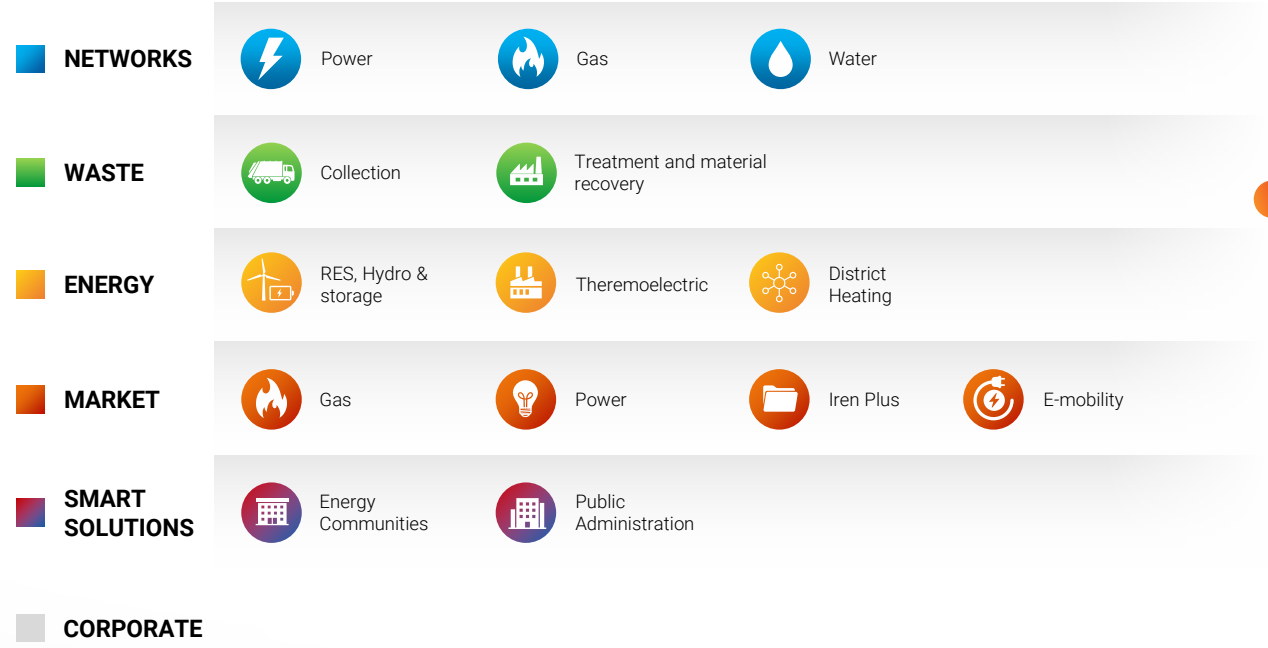 NETWORKS
Power
Gas
Water
WASTE
Collection
Treatment and material
recovery
ENERGY
RES, Hydro &
storage
Theremoelectric
District
Heating
MARKET
Gas
Power
Iren Plus
E-mobility
SMART
SOLUTIONS
Energy
Communities
Public
Administration
CORPORATE